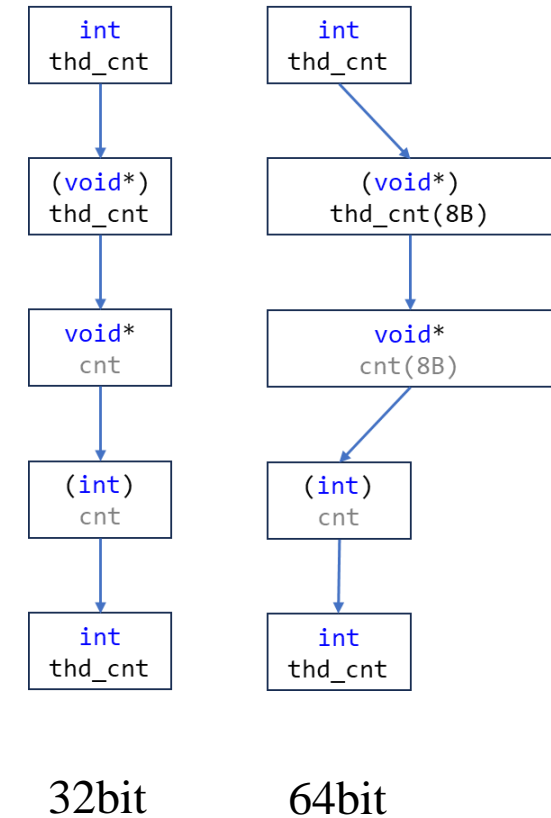 int
thd_cnt
(void*)
thd_cnt
void*
cnt
(int)
cnt
int
thd_cnt
32bit
int
thd_cnt
(void*)
thd_cnt(8B)
void*
cnt(8B)
(int)
cnt
int
thd_cnt
64bit